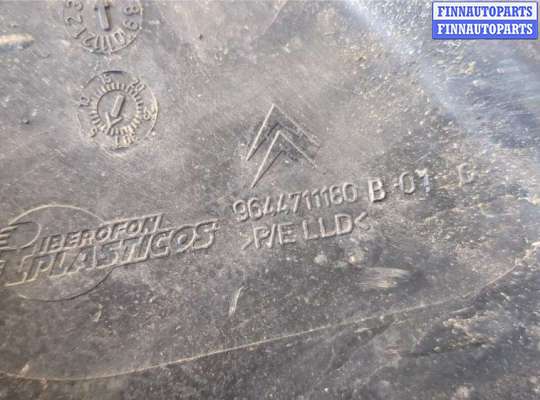 FINNAUTOPARTS
FINNAUTOPARTS
9644711180 B 01
IBEROFON
PLASTICOS
>P/E LLD<